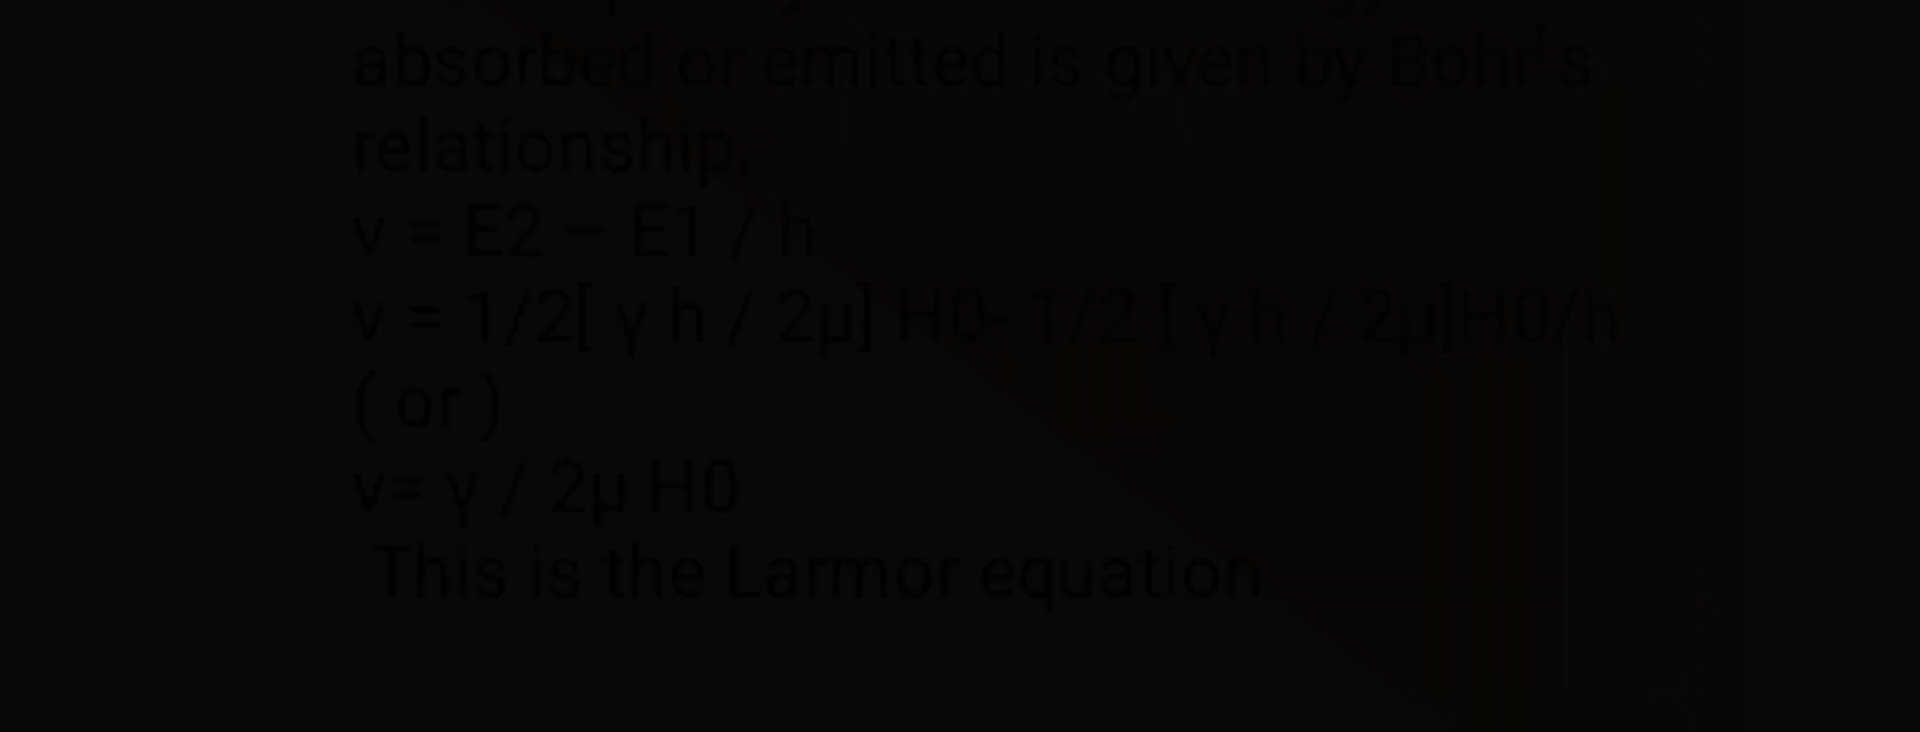 absorbed or emitted is given by Bohr's
relationship:
v = E2 – E1 / h
v = 1/2[ γ h / 2μ] H0- 1/2 [ γ h / 2μ]H0/h
( or )
v= γ / 2μ H0
This is the Larmor equation